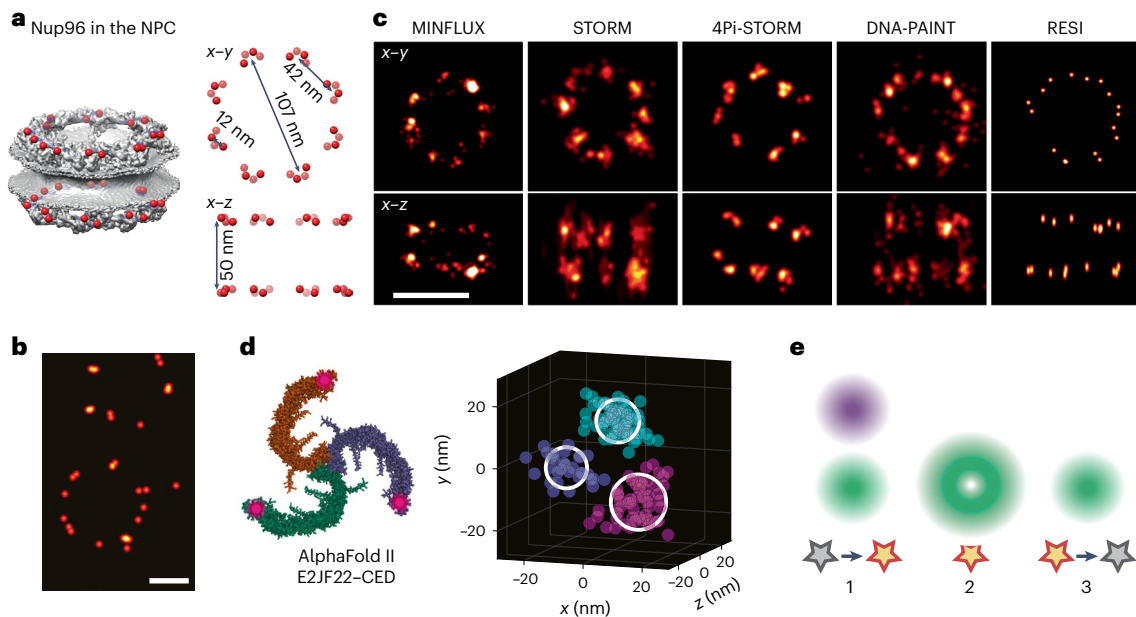 a
Nup96 in the NPC
x–y
42 nm
107 nm
12 nm
x–z
50 nm
c
MINFLUX
STORM
4Pi-STORM
DNA-PAINT
RESI
x–y
x–z
b
d
AlphaFold II
E2JF22–CED
20
0
–20
y (nm)
–20
0
20
x (nm)
–20
0
20
z (nm)
e
1
2
3